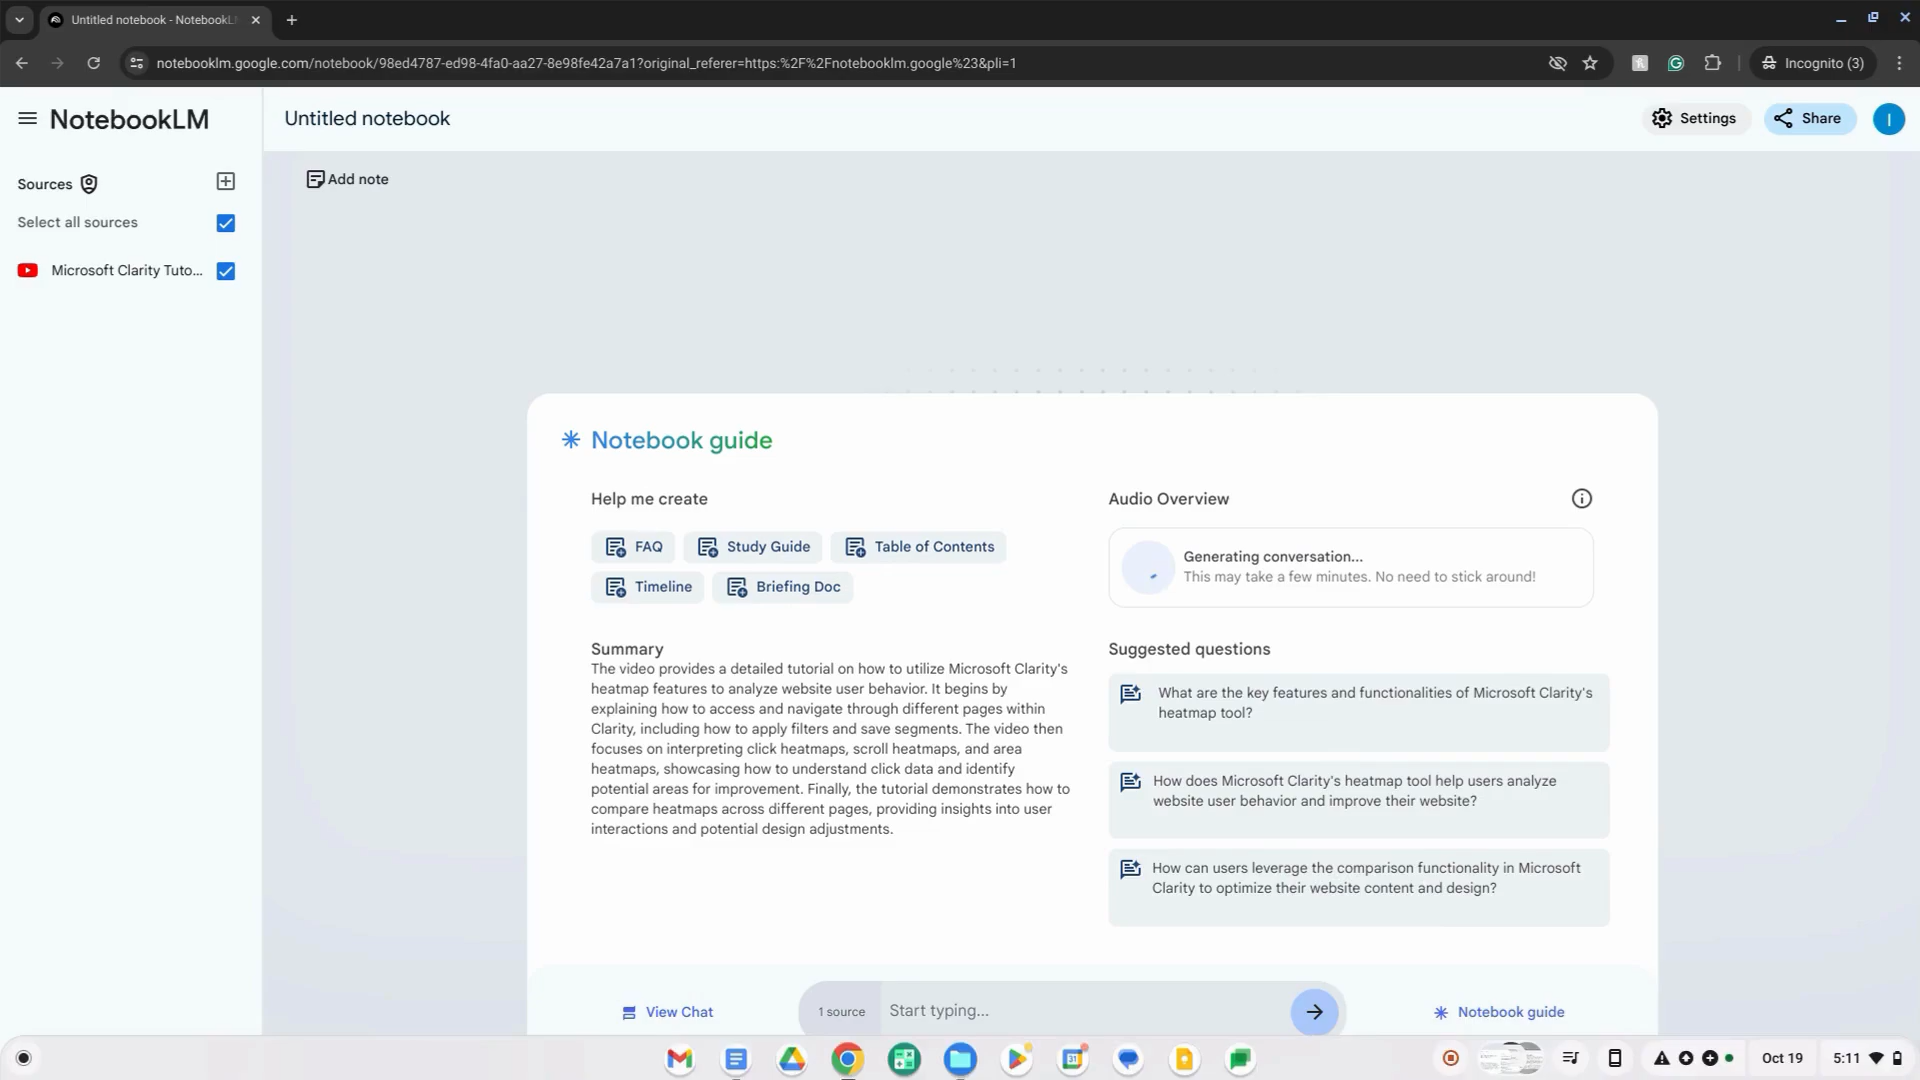 Untitled notebook - NotebookL
notebooklm.google.com/notebook/98ed4787-ed98-4fa0-aa27-8e98fe42a7a1?original_referer=https:%2F%2Fnotebooklm.google%23&pli=1
Incognito (3)
NotebookLM
Untitled notebook
Settings
Share
I
Sources
Add note
Select all sources
Microsoft Clarity Tuto...
Notebook guide
Help me create
FAQ
Study Guide
Table of Contents
Timeline
Briefing Doc
Audio Overview
Generating conversation...
This may take a few minutes. No need to stick around!
Summary
The video provides a detailed tutorial on how to utilize Microsoft Clarity's
heatmap features to analyze website user behavior. It begins by
explaining how to access and navigate through different pages within
Clarity, including how to apply filters and save segments. The video then
focuses on interpreting click heatmaps, scroll heatmaps, and area
heatmaps, showcasing how to understand click data and identify
potential areas for improvement. Finally, the tutorial demonstrates how to
compare heatmaps across different pages, providing insights into user
interactions and potential design adjustments.
Suggested questions
What are the key features and functionalities of Microsoft Clarity's
heatmap tool?
How does Microsoft Clarity's heatmap tool help users analyze
website user behavior and improve their website?
How can users leverage the comparison functionality in Microsoft
Clarity to optimize their website content and design?
View Chat
1 source
Start typing...
Notebook guide
31
Oct 19
5:11